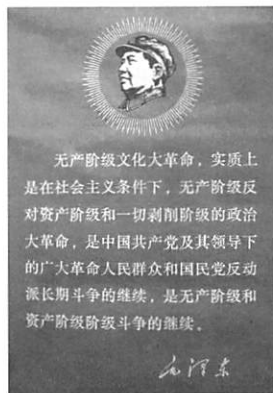 无产阶级文化大革命，实质上
是在社会主义条件下，无产阶级反
对资产阶级和一切剥削阶级的政治
大革命，是中国共产党及其领导下
的广大革命人民群众和国民党反动
派长期斗争的继续，是无产阶级和
资产阶级阶级斗争的继续。
毛泽东